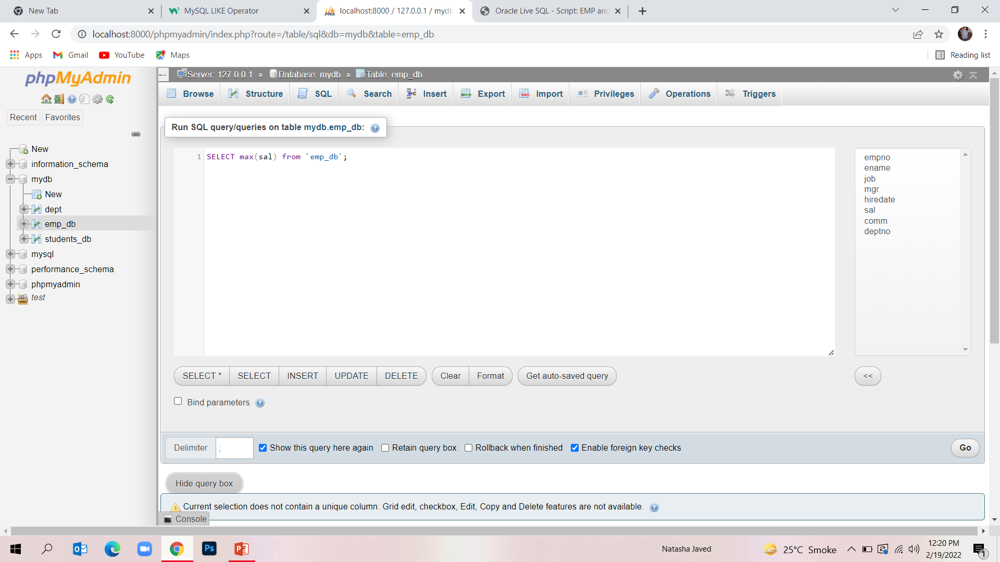 New Tab
MySQL LIKE Operator
localhost:8000 / 127.0.0.1 / mydb
Oracle Live SQL - Script: EMP and
localhost:8000/phpmyadmin/index.php?route=/table/sql&db=mydb&table=emp_db
Apps
Gmail
YouTube
Maps
Reading list
phpMyAdmin
Recent
Favorites
New
information_schema
mydb
New
dept
emp_db
students_db
mysql
performance_schema
phpmyadmin
test
Server: 127.0.0.1 » Database: mydb » Table: emp_db
Browse
Structure
SQL
Search
Insert
Export
Import
Privileges
Operations
Triggers
Run SQL query/queries on table mydb.emp_db:
1 SELECT max(sal) from `emp_db`;
empno
ename
job
mgr
hiredate
sal
comm
deptno
SELECT *
SELECT
INSERT
UPDATE
DELETE
Clear
Format
Get auto-saved query
<<
Bind parameters
Delimiter ;
Show this query here again
Retain query box
Rollback when finished
Enable foreign key checks
Go
Hide query box
Current selection does not contain a unique column. Grid edit, checkbox, Edit, Copy and Delete features are not available.
Console
Ps
Natasha Javed
25°C Smoke
12:20 PM
2/19/2022
1